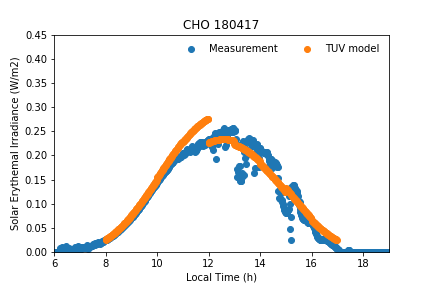 CHO 180417
Measurement
TUV model
Solar Erythemal Irradiance (W/m2)
0.45
0.40
0.35
0.30
0.25
0.20
0.15
0.10
0.05
0.00
6 8 10 12 14 16 18
Local Time (h)